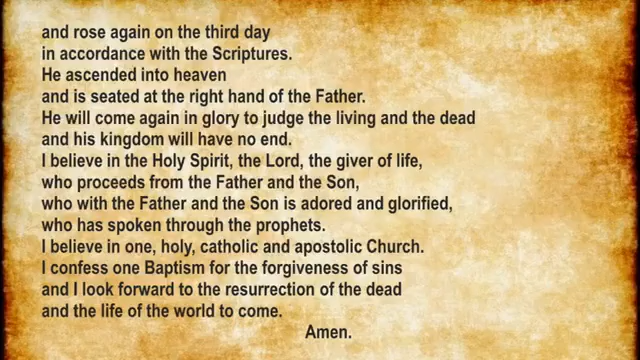 and rose again on the third day
in accordance with the Scriptures.
He ascended into heaven
and is seated at the right hand of the Father.
He will come again in glory to judge the living and the dead
and his kingdom will have no end.
I believe in the Holy Spirit, the Lord, the giver of life,
who proceeds from the Father and the Son,
who with the Father and the Son is adored and glorified,
who has spoken through the prophets.
I believe in one, holy, catholic and apostolic Church.
I confess one Baptism for the forgiveness of sins
and I look forward to the resurrection of the dead
and the life of the world to come.
Amen.